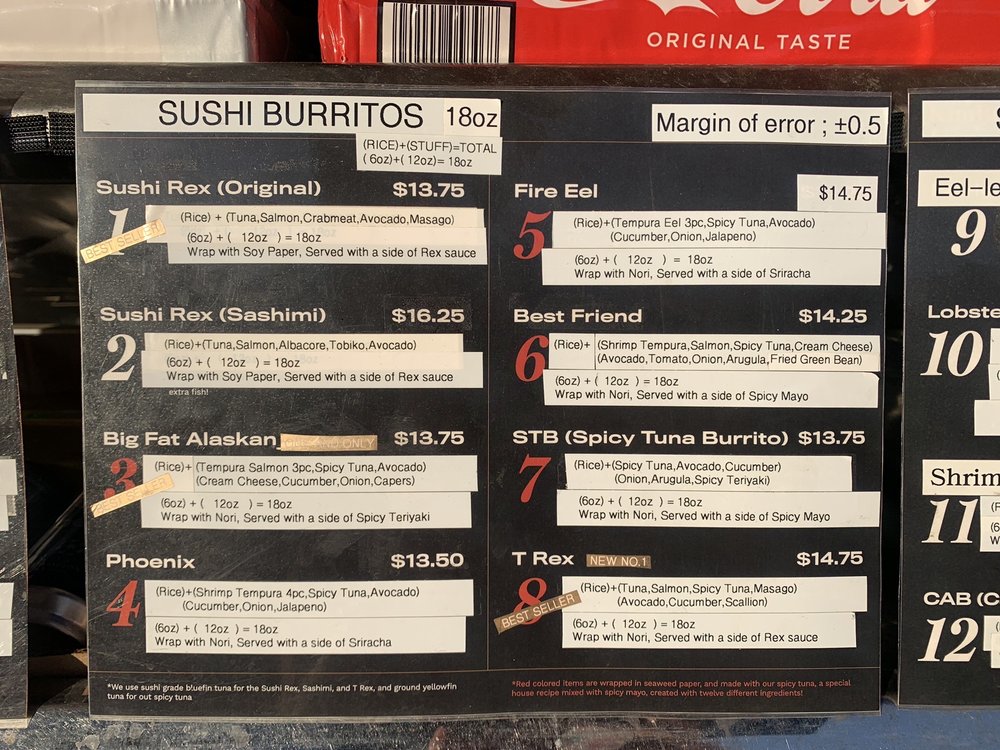 ORIGINAL TASTE
SUSHI BURRITOS 18oz
(RICE)+(STUFF)=TOTAL
(6oz)+( 12oz)= 18oz
Margin of error ; ±0.5
Sushi Rex (Original) $13.75
1 (Rice) + (Tuna,Salmon,Crabmeat,Avocado,Masago)
BEST SELLER
(6oz) + ( 12oz ) = 18oz
Wrap with Soy Paper, Served with a side of Rex sauce
Sushi Rex (Sashimi) $16.25
2 (Rice)+(Tuna,Salmon,Albacore,Tobiko,Avocado)
(6oz) + ( 12oz ) = 18oz
Wrap with Soy Paper, Served with a side of Rex sauce
extra fish!
Big Fat Alaskan ONE AND ONLY $13.75
3 (Rice)+ (Tempura Salmon 3pc,Spicy Tuna,Avocado)
(Cream Cheese,Cucumber,Onion,Capers)
BEST SELLER
(6oz) + ( 12oz ) = 18oz
Wrap with Nori, Served with a side of Spicy Teriyaki
Phoenix $13.50
4 (Rice)+(Shrimp Tempura 4pc,Spicy Tuna,Avocado)
(Cucumber,Onion,Jalapeno)
(6oz) + ( 12oz ) = 18oz
Wrap with Nori, Served with a side of Sriracha
*We use sushi grade bluefin tuna for the Sushi Rex, Sashimi, and T Rex, and ground yellowfin
tuna for out spicy tuna
Fire Eel $14.75
5 (Rice)+(Tempura Eel 3pc,Spicy Tuna,Avocado)
(Cucumber,Onion,Jalapeno)
(6oz) + ( 12oz ) = 18oz
Wrap with Nori, Served with a side of Sriracha
Best Friend $14.25
6 (Rice)+ (Shrimp Tempura,Salmon,Spicy Tuna,Cream Cheese)
(Avocado,Tomato,Onion,Arugula,Fried Green Bean)
(6oz) + ( 12oz ) = 18oz
Wrap with Nori, Served with a side of Spicy Mayo
STB (Spicy Tuna Burrito) $13.75
7 (Rice)+(Spicy Tuna,Avocado,Cucumber)
(Onion,Arugula,Spicy Teriyaki)
(6oz) + ( 12oz ) = 18oz
Wrap with Nori, Served with a side of Spicy Mayo
T Rex NEW NO.1 $14.75
8 (Rice)+(Tuna,Salmon,Spicy Tuna,Masago)
(Avocado,Cucumber,Scallion)
BEST SELLER
(6oz) + ( 12oz ) = 18oz
Wrap with Nori, Served with a side of Rex sauce
*Red colored items are wrapped in seaweed paper, and made with our spicy tuna, a special
house recipe mixed with spicy mayo, created with twelve different ingredients!
Eel-le
9
Lobste
10
Shrim
11
CAB (C
12